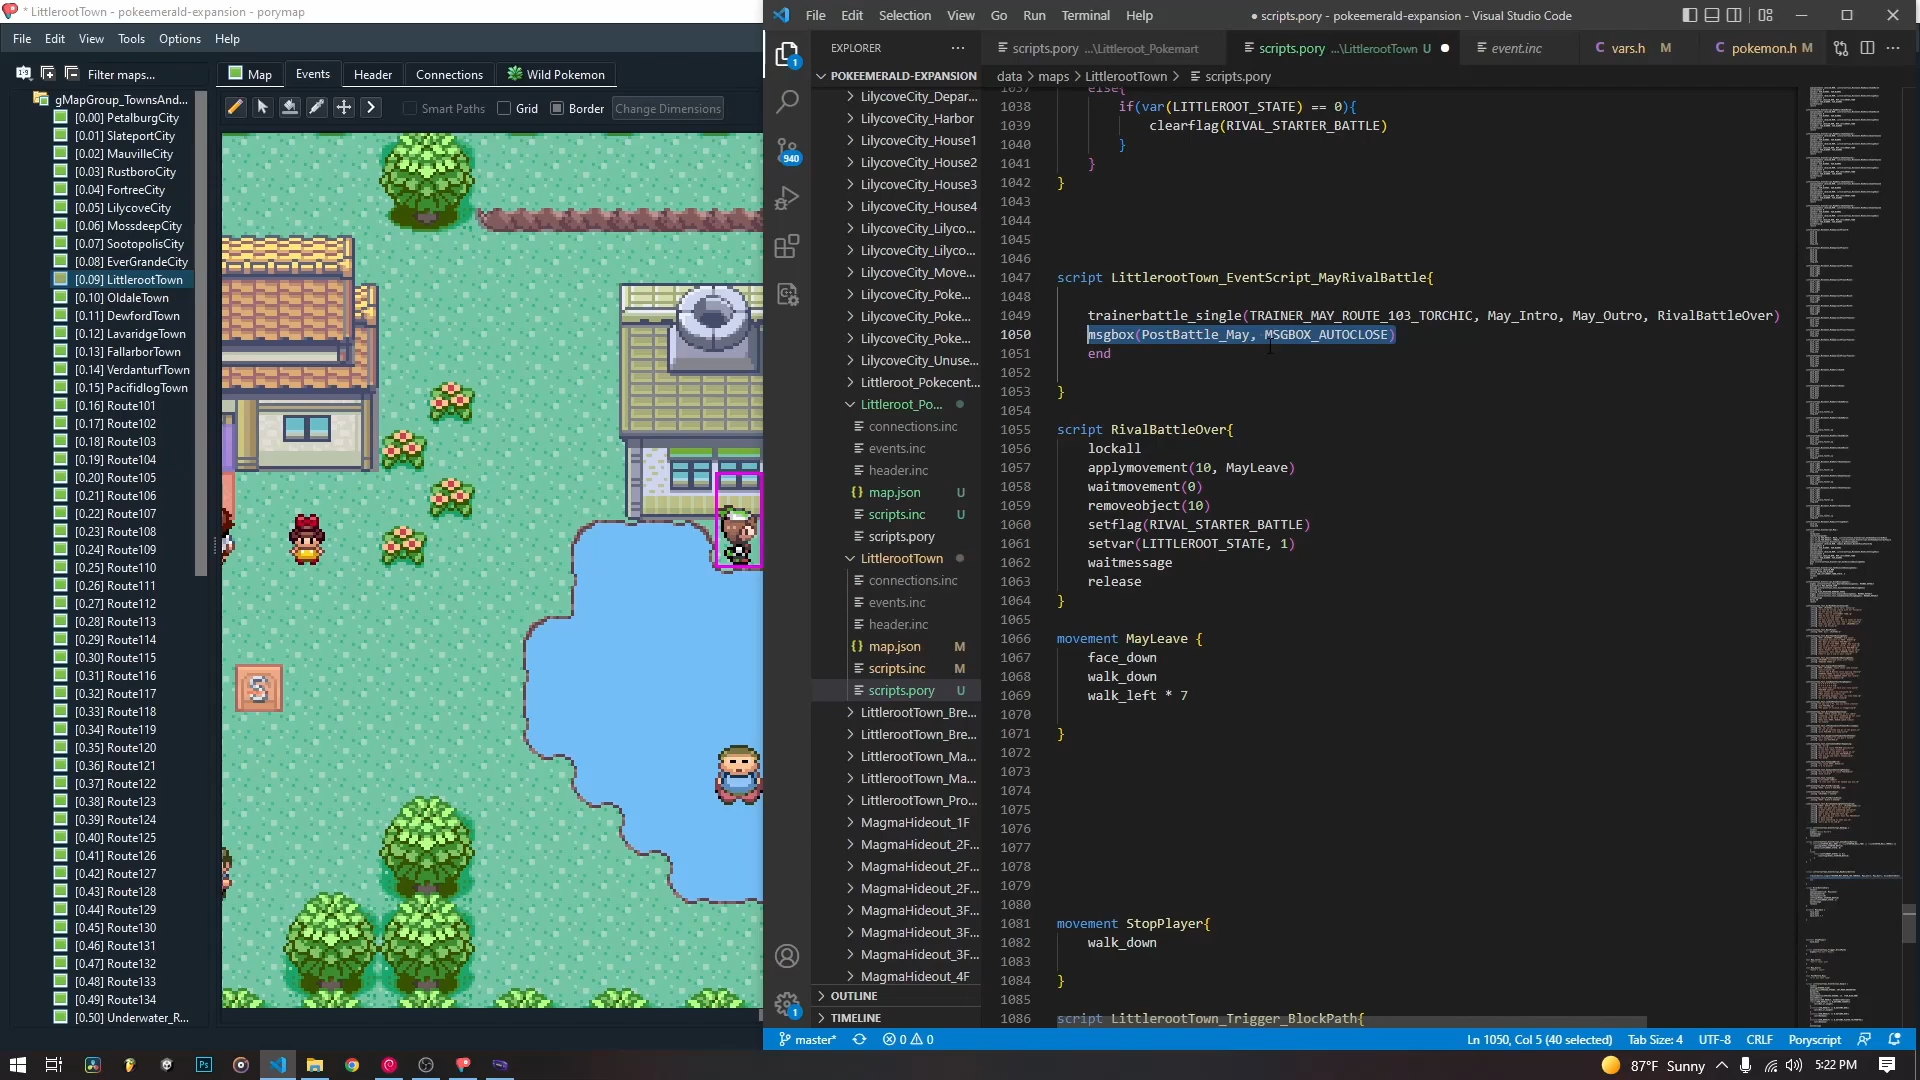 * LittlerootTown - pokeemerald-expansion - porymap
File Edit View Tools Options Help
Filter maps...
gMapGroup_TownsAnd...
[0.00] PetalburgCity
[0.01] SlateportCity
[0.02] MauvilleCity
[0.03] RustboroCity
[0.04] FortreeCity
[0.05] LilycoveCity
[0.06] MossdeepCity
[0.07] SootopolisCity
[0.08] EverGrandeCity
[0.09] LittlerootTown
[0.10] OldaleTown
[0.11] DewfordTown
[0.12] LavaridgeTown
[0.13] FallarborTown
[0.14] VerdanturfTown
[0.15] PacifidlogTown
[0.16] Route101
[0.17] Route102
[0.18] Route103
[0.19] Route104
[0.20] Route105
[0.21] Route106
[0.22] Route107
[0.23] Route108
[0.24] Route109
[0.25] Route110
[0.26] Route111
[0.27] Route112
[0.28] Route113
[0.29] Route114
[0.30] Route115
[0.31] Route116
[0.32] Route117
[0.33] Route118
[0.34] Route119
[0.35] Route120
[0.36] Route121
[0.37] Route122
[0.38] Route123
[0.39] Route124
[0.40] Route125
[0.41] Route126
[0.42] Route127
[0.43] Route128
[0.44] Route129
[0.45] Route130
[0.46] Route131
[0.47] Route132
[0.48] Route133
[0.49] Route134
[0.50] Underwater_R...
Map Events Header Connections Wild Pokemon
Smart Paths Grid Border Change Dimensions
File Edit Selection View Go Run Terminal Help
● scripts.pory - pokeemerald-expansion - Visual Studio Code
EXPLORER
POKEEMERALD-EXPANSION
LilycoveCity_Depar...
LilycoveCity_Harbor
LilycoveCity_House1
LilycoveCity_House2
LilycoveCity_House3
LilycoveCity_House4
LilycoveCity_Lilyco...
LilycoveCity_Lilyco...
LilycoveCity_Move...
LilycoveCity_Poke...
LilycoveCity_Poke...
LilycoveCity_Poke...
LilycoveCity_Unuse...
Littleroot_Pokecent...
Littleroot_Po...
connections.inc
events.inc
header.inc
{} map.json U
scripts.inc U
scripts.pory
LittlerootTown
connections.inc
events.inc
header.inc
{} map.json M
scripts.inc M
scripts.pory U
LittlerootTown_Bre...
LittlerootTown_Bre...
LittlerootTown_Ma...
LittlerootTown_Ma...
LittlerootTown_Pro...
MagmaHideout_1F
MagmaHideout_2F...
MagmaHideout_2F...
MagmaHideout_2F...
MagmaHideout_3F...
MagmaHideout_3F...
MagmaHideout_3F...
MagmaHideout_4F
OUTLINE
TIMELINE
1
940
1
scripts.pory ...\Littleroot_Pokemart
scripts.pory ...\LittlerootTown U
event.inc
C vars.h M
C pokemon.h M
data > maps > LittlerootTown > scripts.pory
1037 else{
1038 if(var(LITTLEROOT_STATE) == 0){
1039 clearflag(RIVAL_STARTER_BATTLE)
1040 }
1041 }
1042 }
1043
1044
1045
1046
1047 script LittlerootTown_EventScript_MayRivalBattle{
1048
1049 trainerbattle_single(TRAINER_MAY_ROUTE_103_TORCHIC, May_Intro, May_Outro, RivalBattleOver)
1050 msgbox(PostBattle_May, MSGBOX_AUTOCLOSE)
1051 end
1052
1053 }
1054
1055 script RivalBattleOver{
1056 lockall
1057 applymovement(10, MayLeave)
1058 waitmovement(0)
1059 removeobject(10)
1060 setflag(RIVAL_STARTER_BATTLE)
1061 setvar(LITTLEROOT_STATE, 1)
1062 waitmessage
1063 release
1064 }
1065
1066 movement MayLeave {
1067 face_down
1068 walk_down
1069 walk_left * 7
1070
1071 }
1072
1073
1074
1075
1076
1077
1078
1079
1080
1081 movement StopPlayer{
1082 walk_down
1083
1084 }
1085
1086 script LittlerootTown_Trigger_BlockPath{
master* 0 0
Ln 1050, Col 5 (40 selected) Tab Size: 4 UTF-8 CRLF Poryscript
Ps
87°F Sunny
5:22 PM